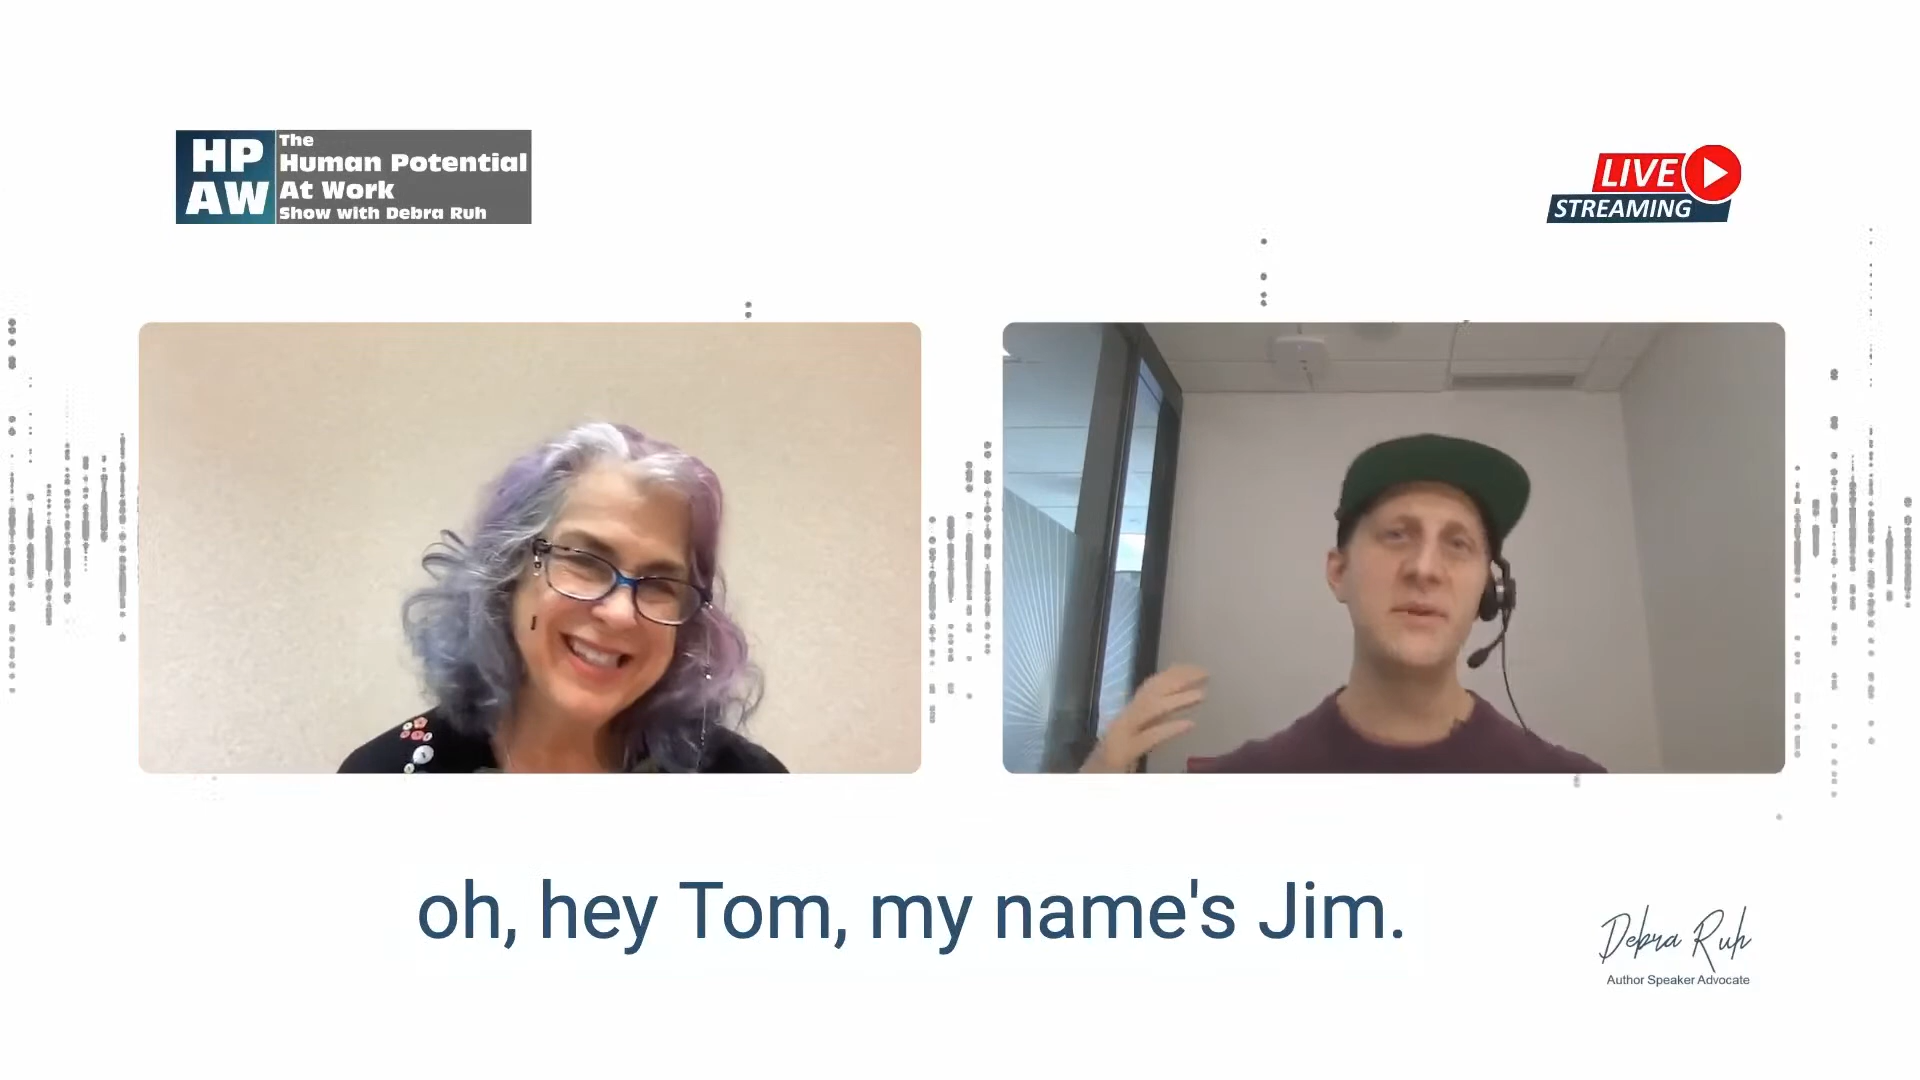 HP
AW
The
Human Potential
At Work
Show with Debra Ruh
LIVE
STREAMING
oh, hey Tom, my name's Jim.
Debra Ruh
Author Speaker Advocate